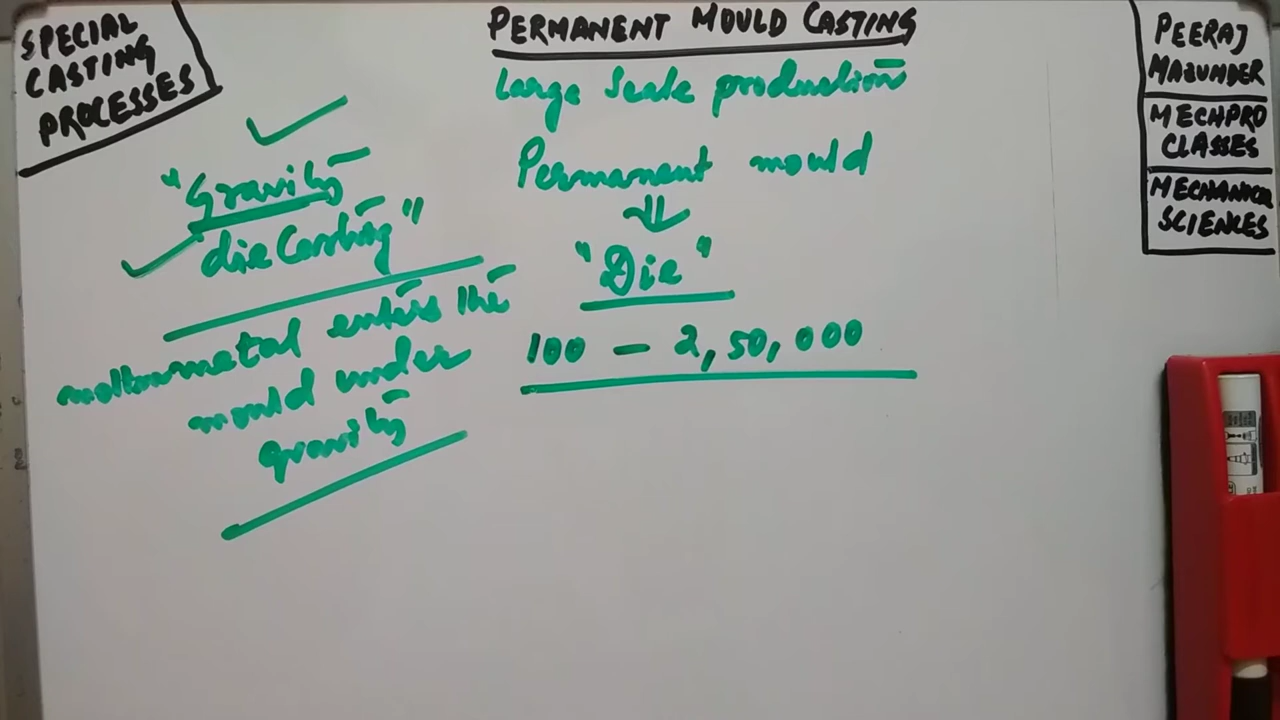 SPECIAL
CASTING
PROCESSES
PERMANENT MOULD CASTING
Large Scale production
Permanent mould
"Die"
100 - 2,50,000
"Gravity
die Casting"
molten metal enters the
mould under
gravity
PEERAJ
MAJUMDER
MECHPRO
CLASSES
MECHANICAL
SCIENCES